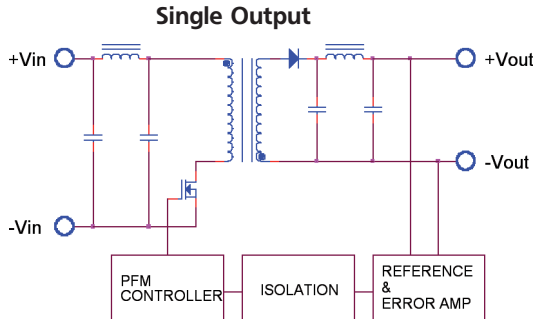 Single Output
+Vin
+Vout
-Vout
-Vin
PFM
CONTROLLER
ISOLATION
REFERENCE
&
ERROR AMP